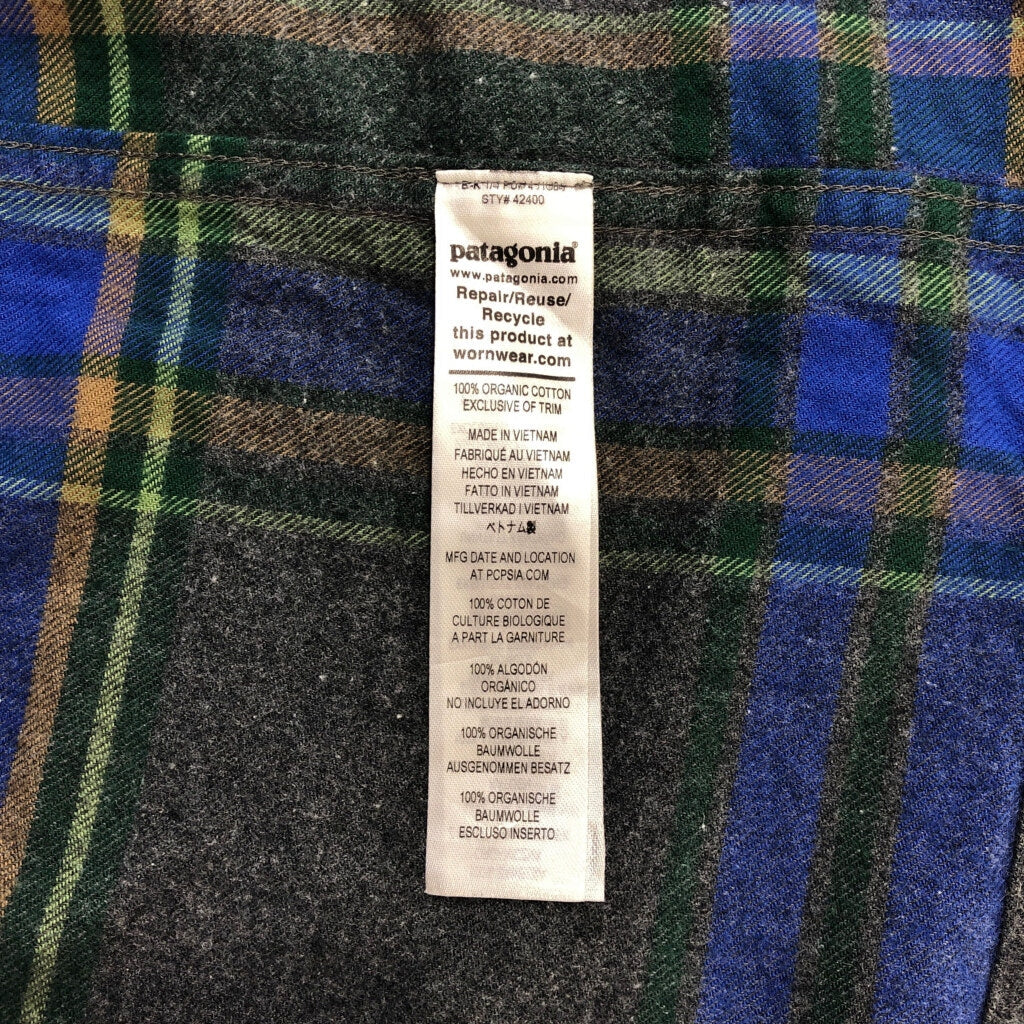 STY# 42400
patagonia®
www.patagonia.com
Repair/Reuse/
Recycle
this product at
wornwear.com
100% ORGANIC COTTON
EXCLUSIVE OF TRIM
MADE IN VIETNAM
FABRIQUÉ AU VIETNAM
HECHO EN VIETNAM
FATTO IN VIETNAM
TILLVERKAD I VIETNAM
ベトナム製
MFG DATE AND LOCATION
AT PCPSIA.COM
100% COTON DE
CULTURE BIOLOGIQUE
A PART LA GARNITURE
100% ALGODÓN
ORGÁNICO
NO INCLUYE EL ADORNO
100% ORGANISCHE
BAUMWOLLE
AUSGENOMMEN BESATZ
100% ORGANISCHE
BAUMWOLLE
ESCLUSO INSERTO